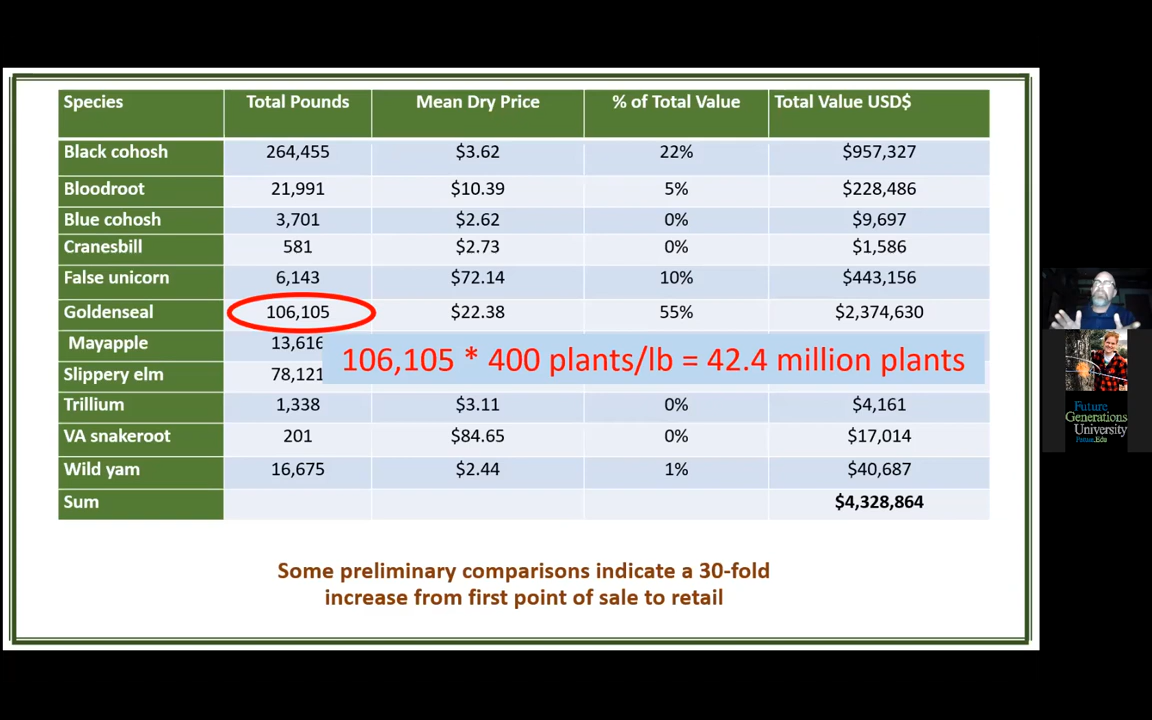 Species Total Pounds Mean Dry Price % of Total Value Total Value USD$
Black cohosh 264,455 $3.62 22% $957,327
Bloodroot 21,991 $10.39 5% $228,486
Blue cohosh 3,701 $2.62 0% $9,697
Cranesbill 581 $2.73 0% $1,586
False unicorn 6,143 $72.14 10% $443,156
Goldenseal 106,105 $22.38 55% $2,374,630
Mayapple 13,616
106,105 * 400 plants/lb = 42.4 million plants
Slippery elm 78,121
Trillium 1,338 $3.11 0% $4,161
VA snakeroot 201 $84.65 0% $17,014
Wild yam 16,675 $2.44 1% $40,687
Sum $4,328,864
Some preliminary comparisons indicate a 30-fold
increase from first point of sale to retail
Future
Generations
University
Future.Edu